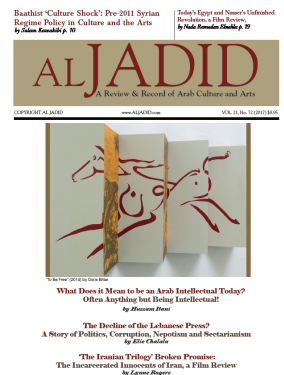 Baathist ‘Culture Shock’: Pre-2011 Syrian
Regime Policy in Culture and the Arts
by Salam Kawakibi p. 10
Today's Egypt and Nasser's Unfinished
Revolution, a Film Review,
by Nada Ramadan Elnahla p. 19
ALJADID
A Review & Record of Arab Culture and Arts
COPYRIGHT AL JADID
www.ALJADID.com
VOL. 21, No. 72 (2017) $8.95
"To Be Free" (2014) by Doris Bittar
What Does it Mean to be an Arab Intellectual Today?
Often Anything but Being Intellectual!
by Hussam Itani
The Decline of the Lebanese Press?
A Story of Politics, Corruption, Nepotism and Sectarianism
by Elie Chalala
‘The Iranian Trilogy’ Broken Promise:
The Incarcerated Innocents of Iran, a Film Review
by Lynne Rogers